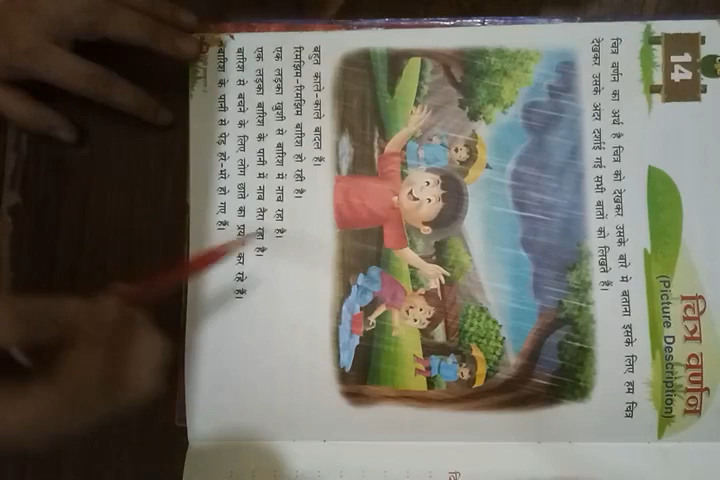 14
चित्र वर्णन
(Picture Description)
चित्र वर्णन का अर्थ है चित्र को देखकर उसके बारे में बताना इसके लिए हम चित्र
देखकर उसके अंदर दर्शाई गई सभी बातों को लिखते हैं।
बहुत काले-काले बादल हैं।
रिमझिम-रिमझिम बारिश हो रही है।
एक लड़का खुशी से बारिश में नाच रहा है।
एक लड़का बारिश के पानी में नाव तैरा रहा है।
बारिश से बचने के लिए लोग छाते का कर रहे हैं।
बारिश के पानी से पेड़ हरे-भरे हो गए हैं।